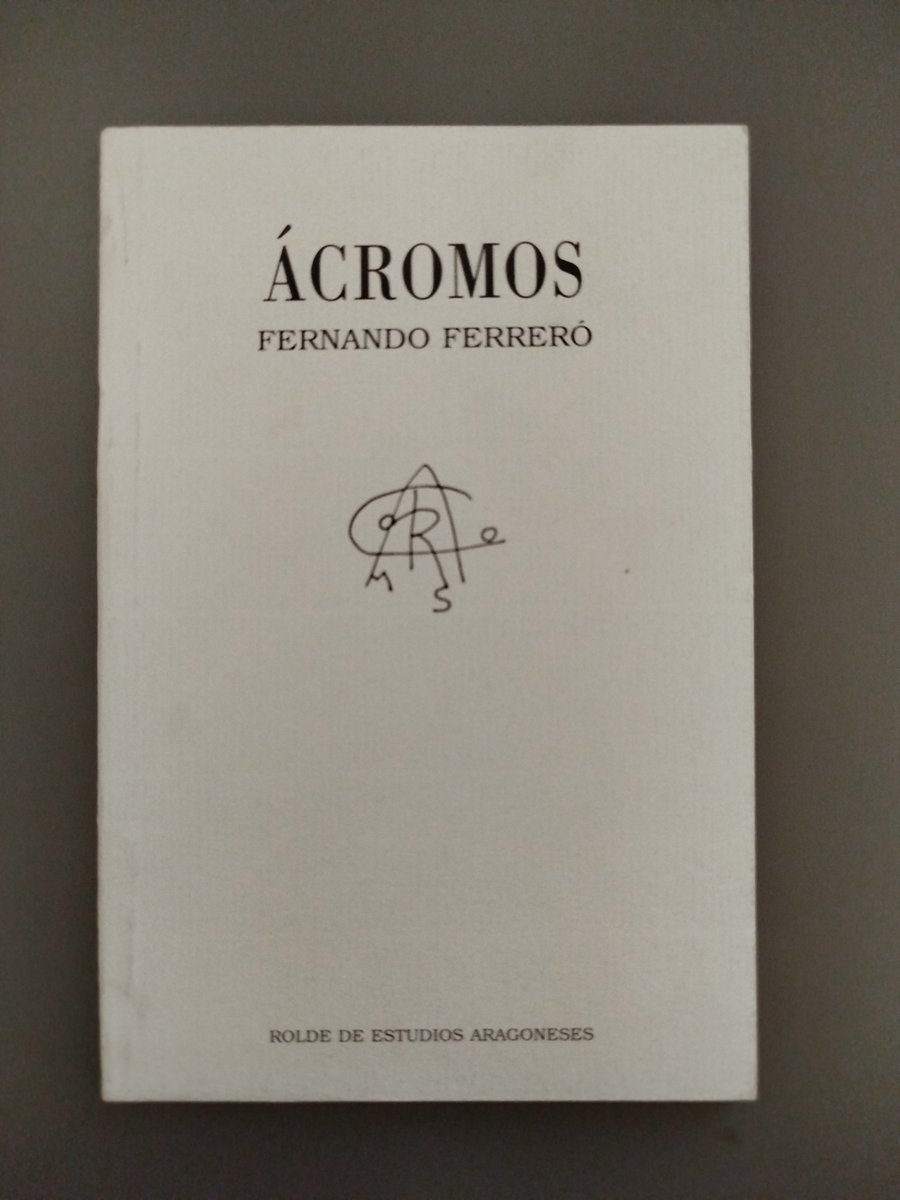 ÁCROMOS
FERNANDO FERRERÓ
ROLDE DE ESTUDIOS ARAGONESES